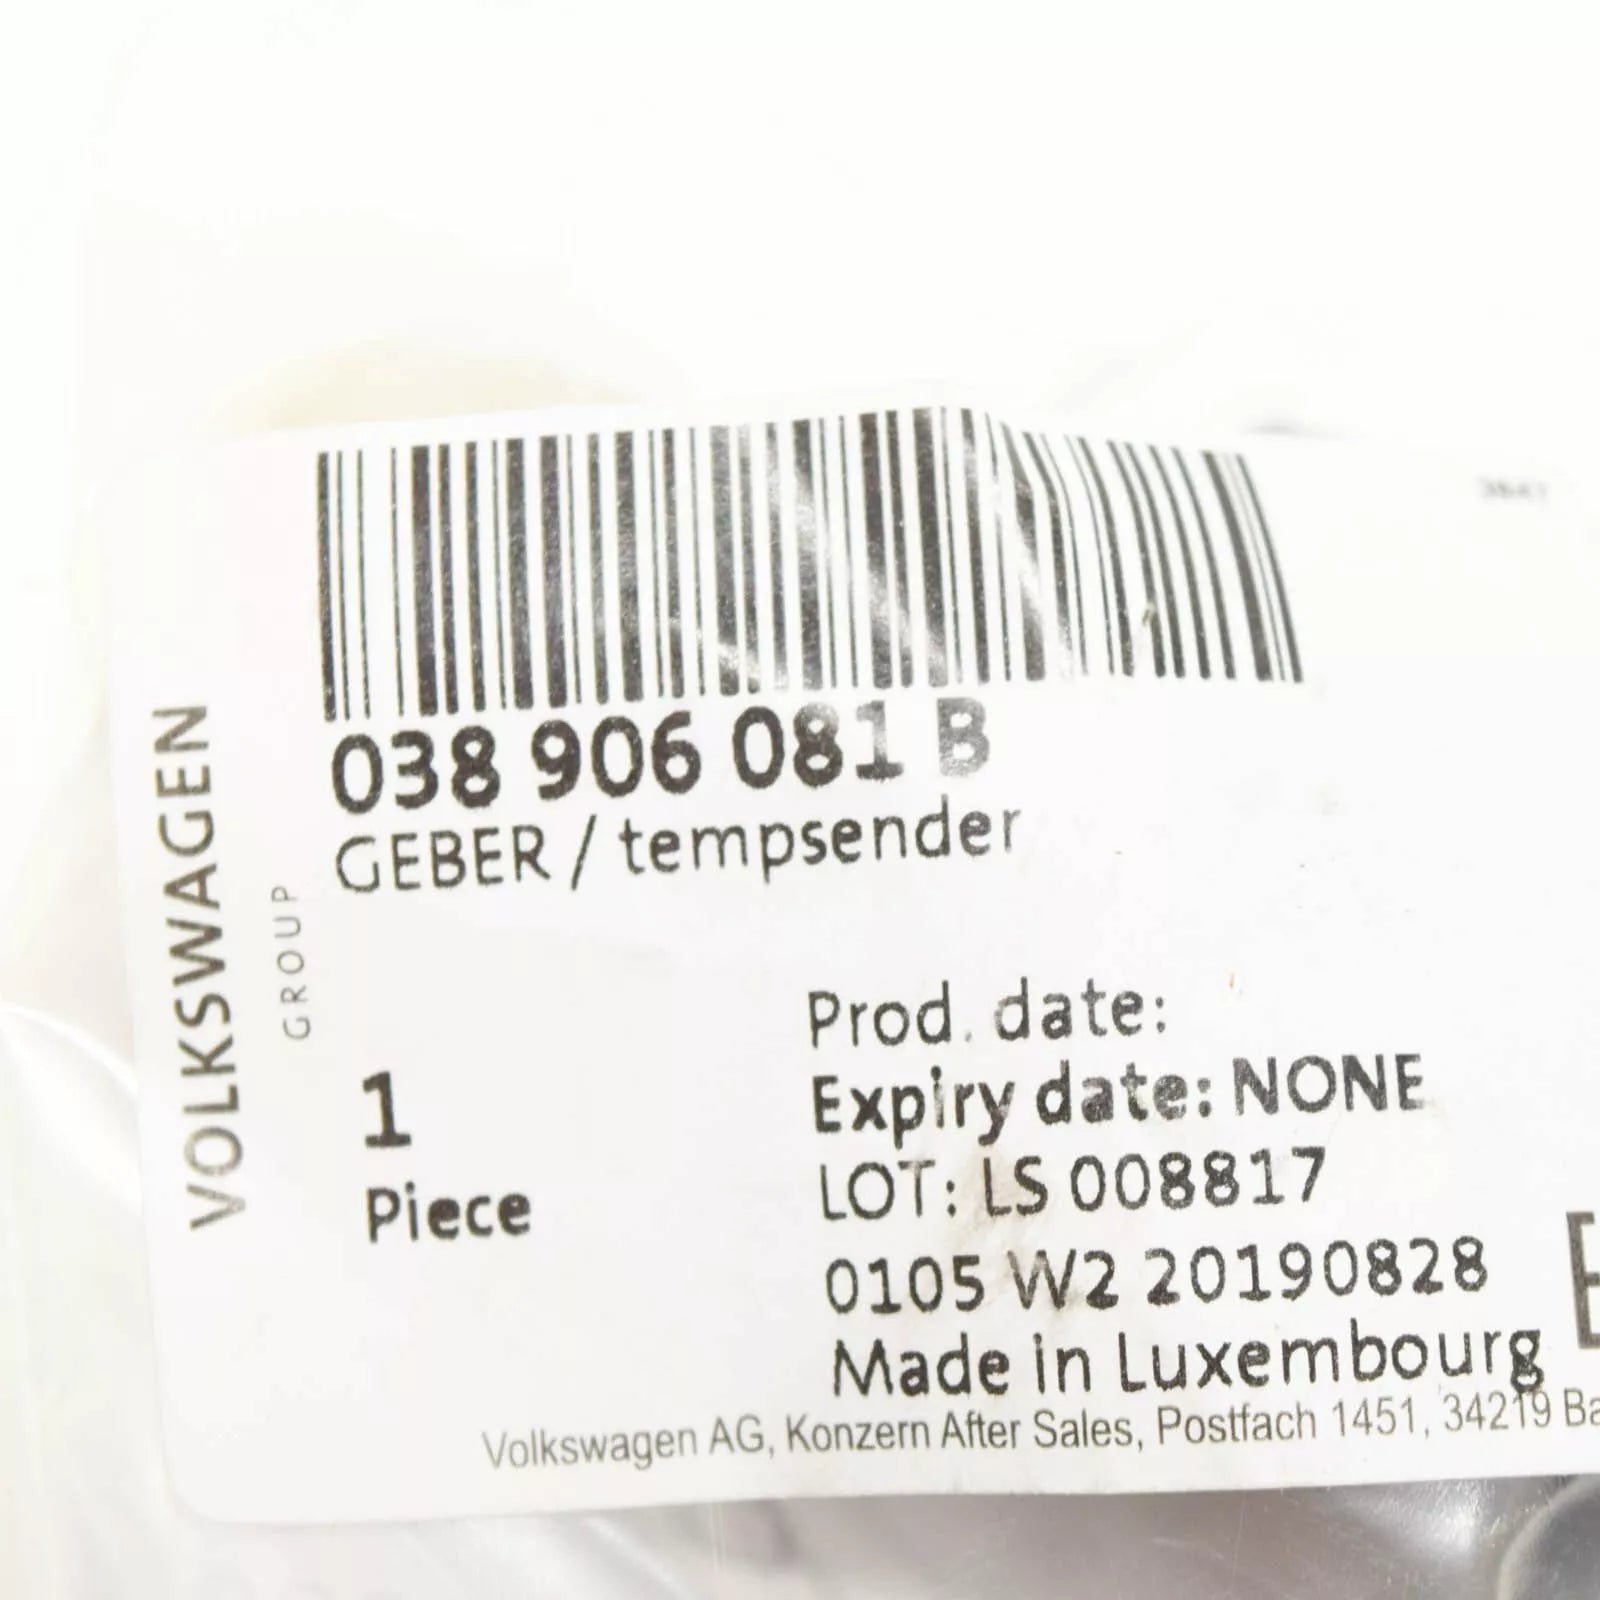 038 906 081 B
GEBER / tempsender
VOLKSWAGEN
GROUP
1
Piece
Prod. date:
Expiry date: NONE
LOT: LS 008817
0105 W2 20190828
Made in Luxembourg
Volkswagen AG, Konzern After Sales, Postfach 1451, 34219